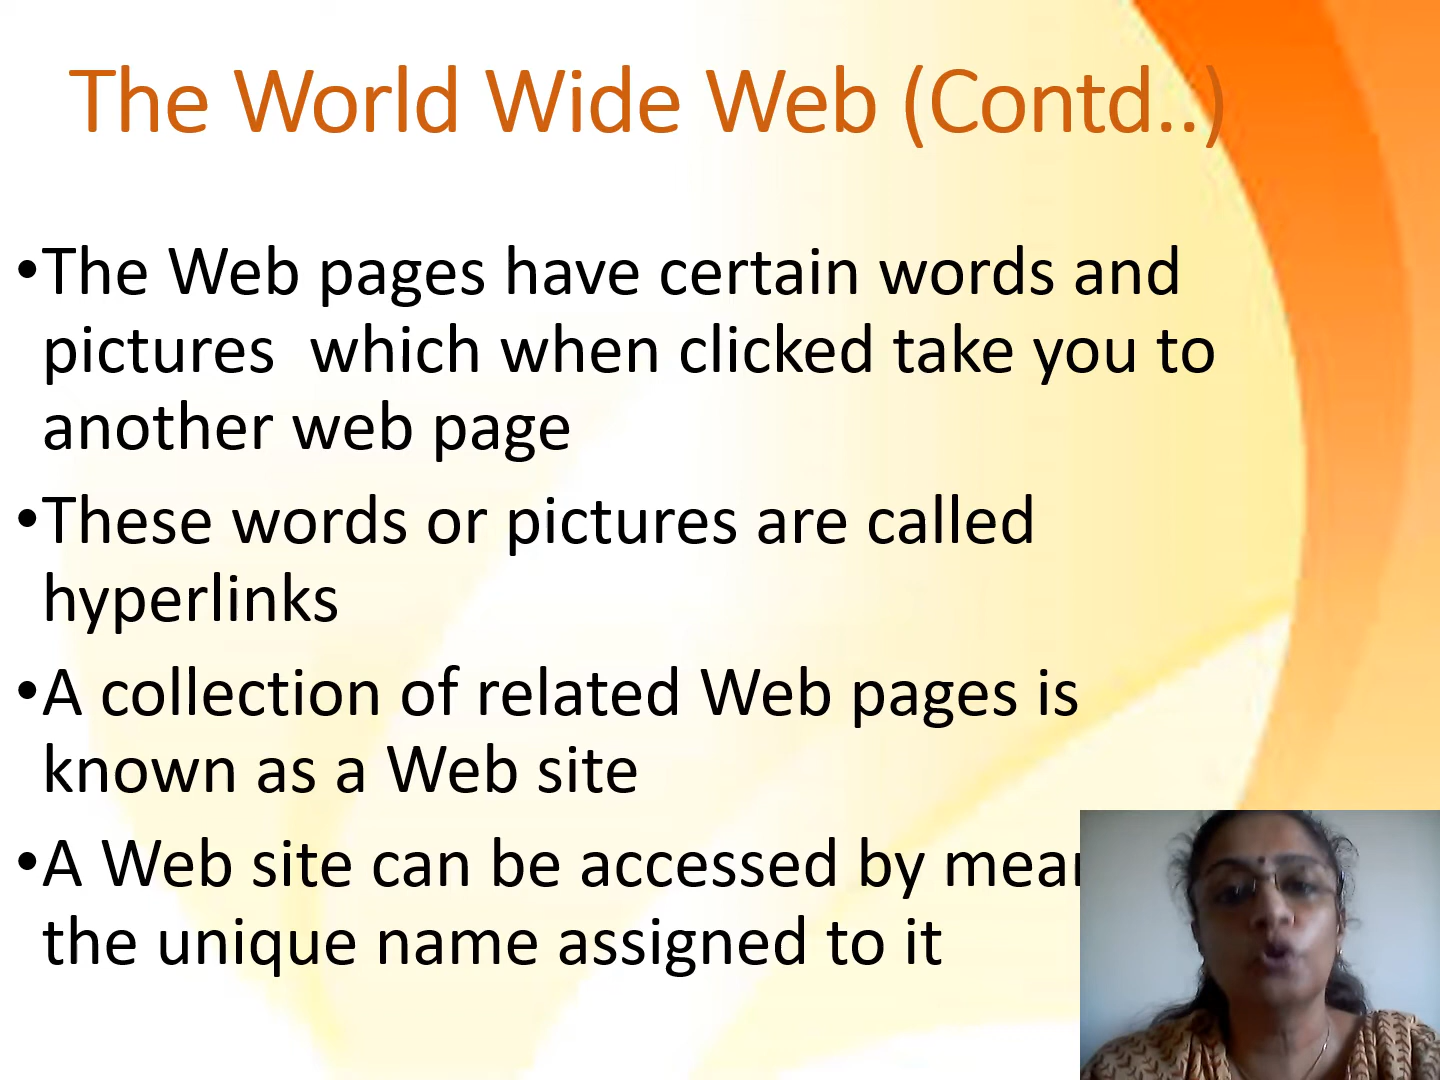 The World Wide Web (Contd..)
•The Web pages have certain words and
pictures  which when clicked take you to
another web page
•These words or pictures are called
hyperlinks
•A collection of related Web pages is
known as a Web site
•A Web site can be accessed by
the unique name assigned to it